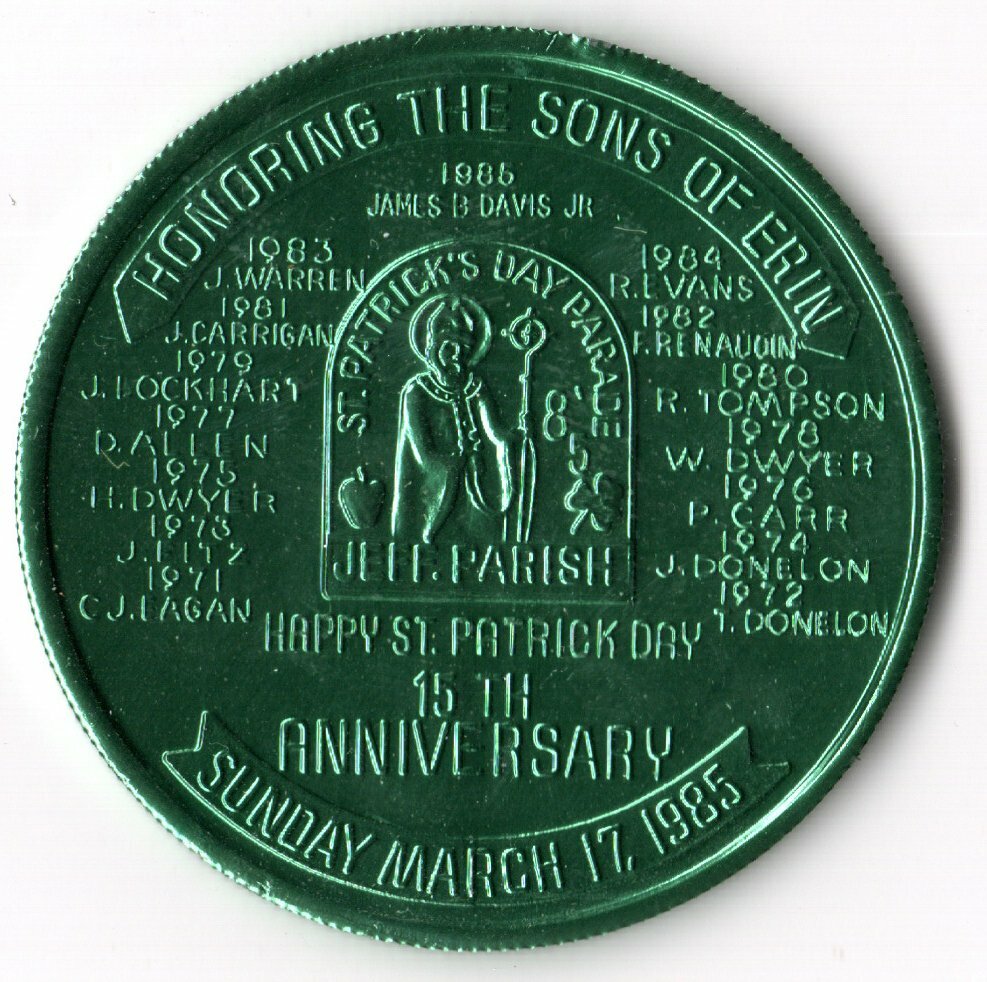 HONORING THE SONS OF ERIN
1985
JAMES B DAVIS JR
1983
J. WARREN
1981
J. CARRIGAN
1979
J. LOCKHART
1977
D. ALLEN
1975
H. DWYER
1973
J. FITZ
1971
C.J. EAGAN
1984
R. EVANS
1982
F. RENAUDIN
1980
R. TOMPSON
1978
W. DWYER
1976
P. CARR
1974
J. DONELON
1972
T. DONELON
ST. PATRICK'S DAY PARADE
'85
JEFF. PARISH
HAPPY ST. PATRICK DAY
15 TH
ANNIVERSARY
SUNDAY MARCH 17, 1985